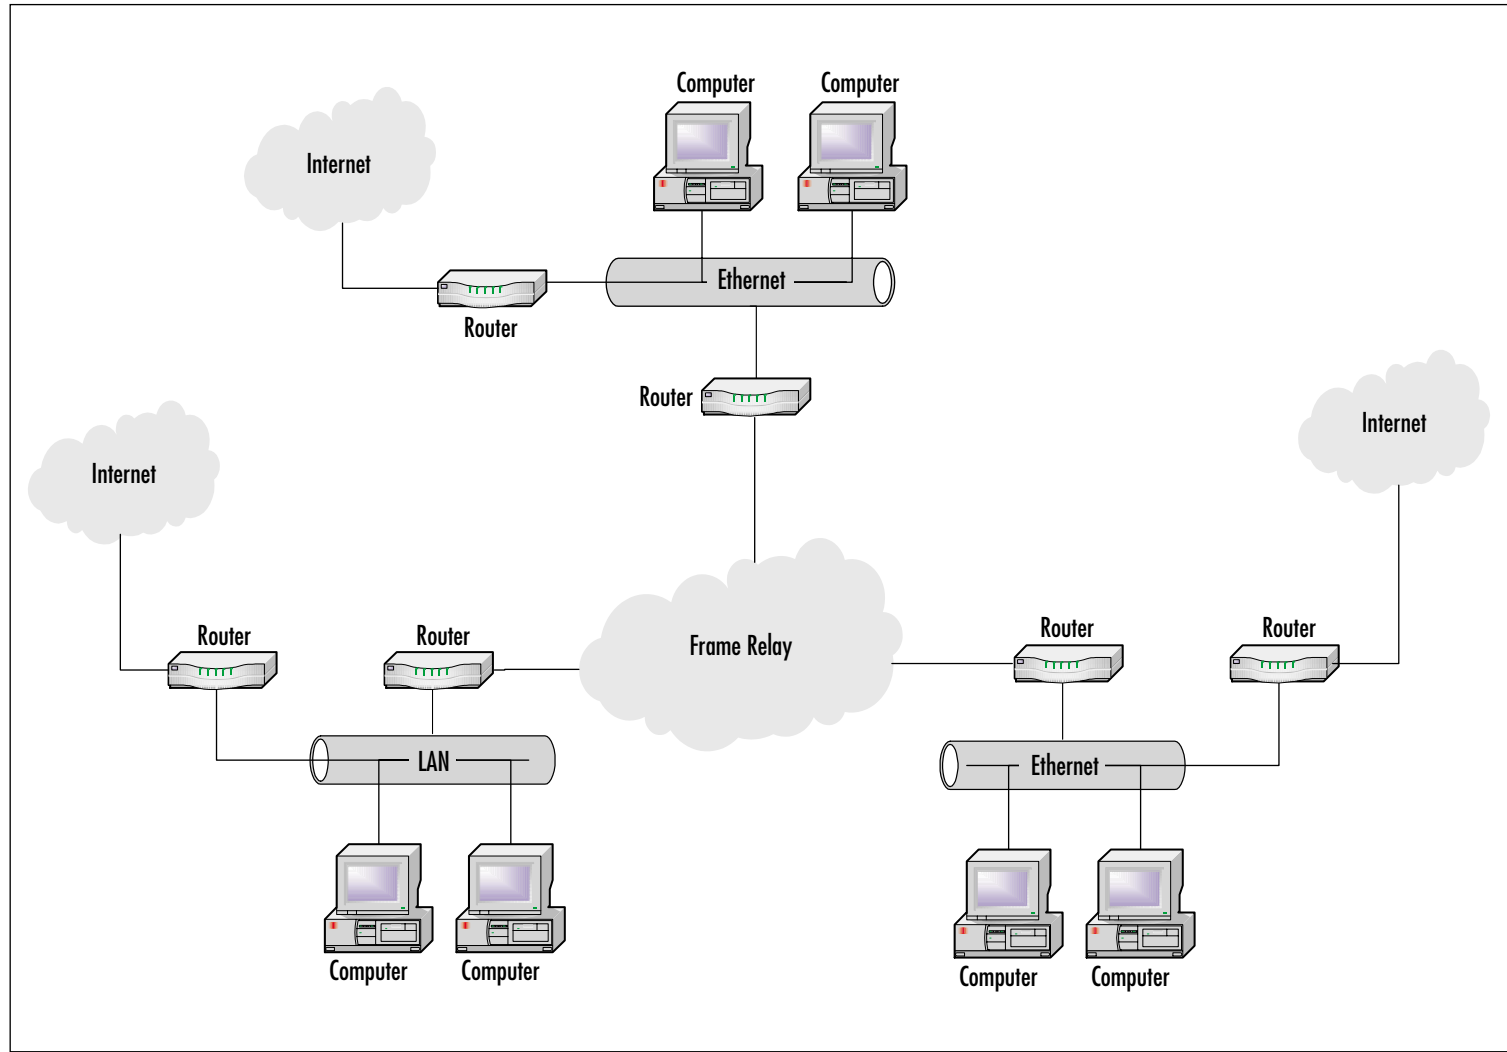 Computer
Computer
Internet
Ethernet
Router
Router
Internet
Internet
Router
Router
Frame Relay
Router
Router
LAN
Ethernet
Computer
Computer
Computer
Computer